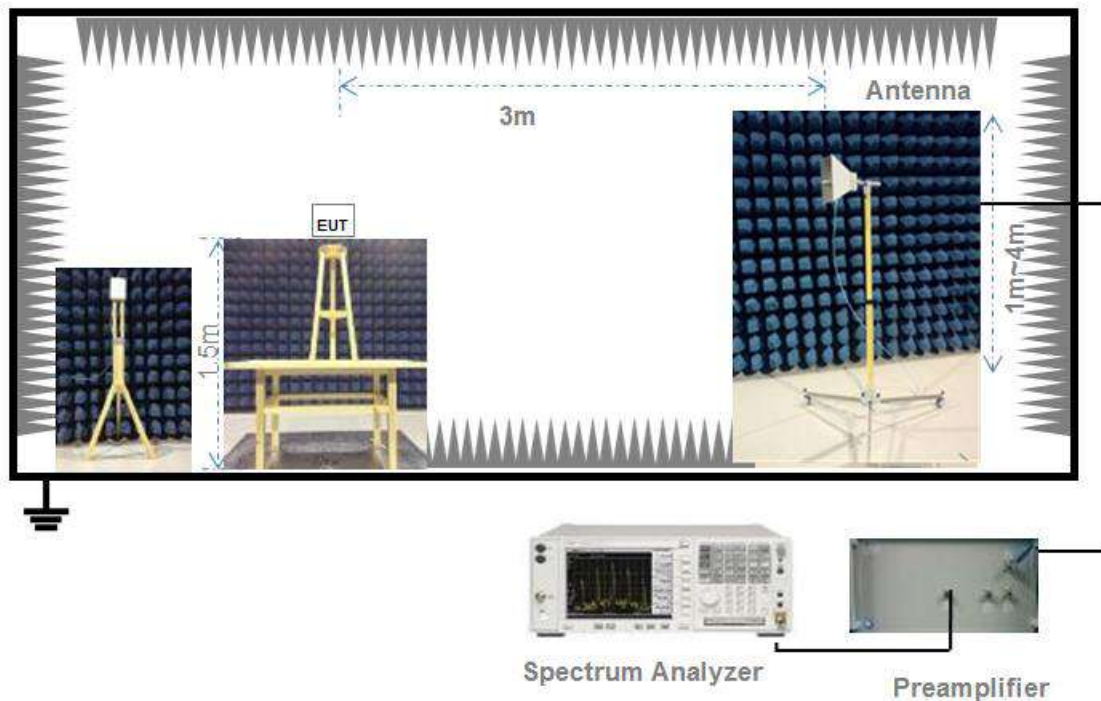 Antenna
3m
EUT
1.5m
1m~4m
Spectrum Analyzer
Preamplifier